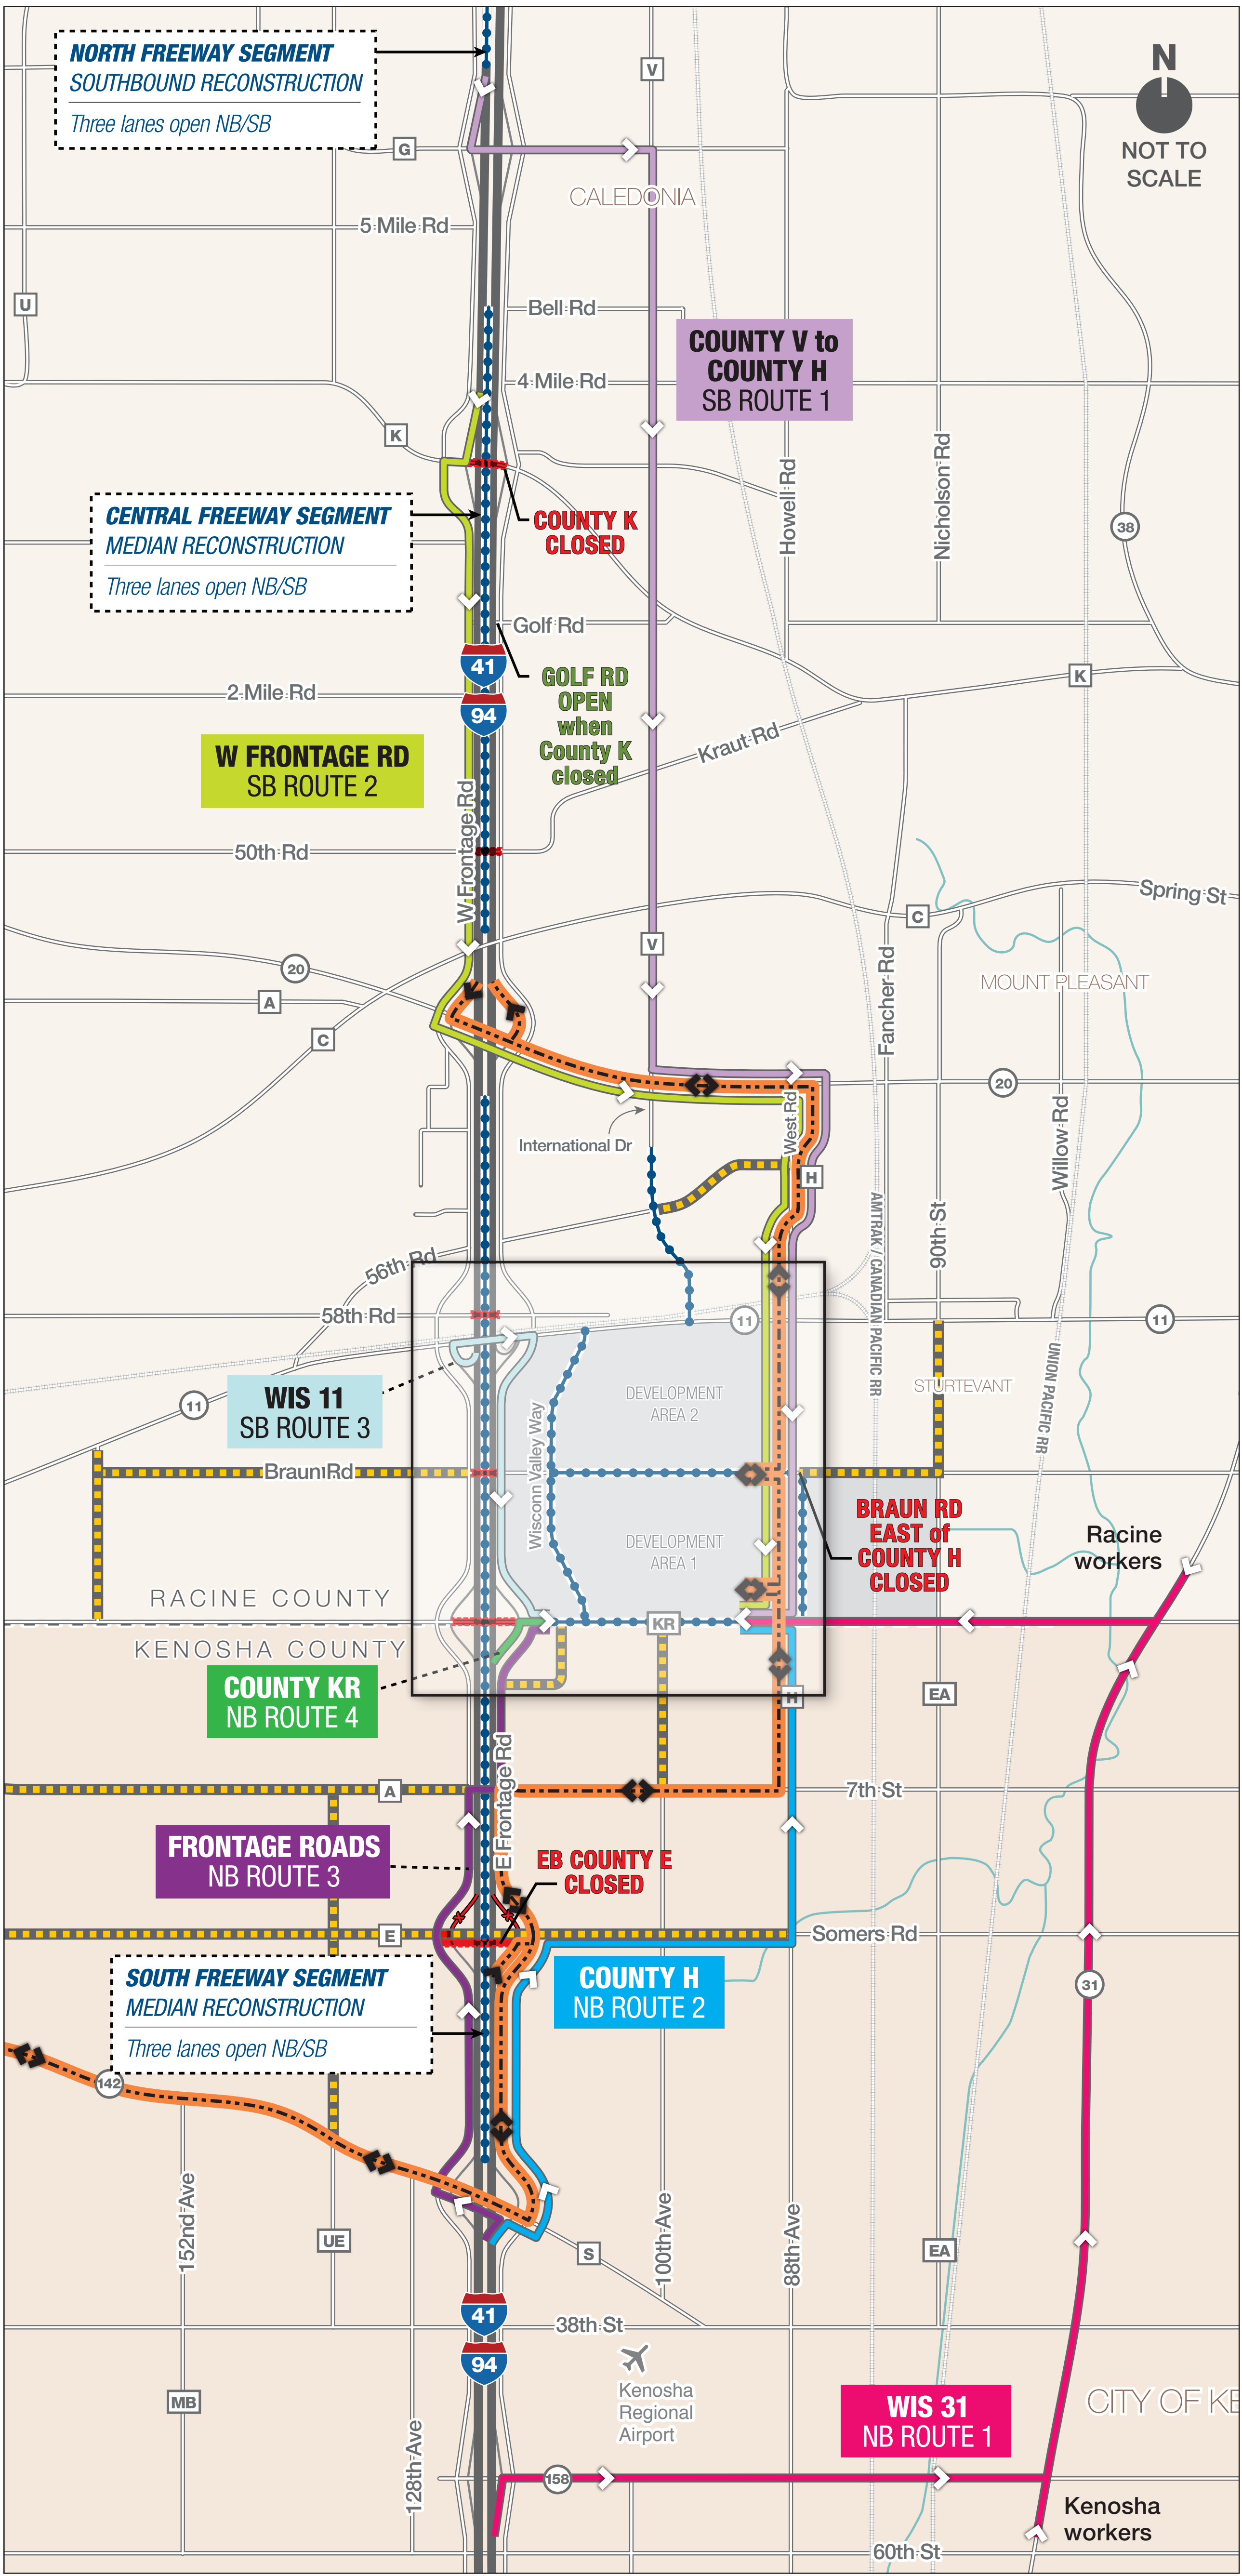 NORTH FREEWAY SEGMENT
SOUTHBOUND RECONSTRUCTION
Three lanes open NB/SB
V
N
NOT TO
SCALE
G
CALEDONIA
5 Mile Rd
U
Bell Rd
COUNTY V to
COUNTY H
SB ROUTE 1
4 Mile Rd
K
Howell Rd
Nicholson Rd
38
CENTRAL FREEWAY SEGMENT
MEDIAN RECONSTRUCTION
Three lanes open NB/SB
COUNTY K
CLOSED
Golf Rd
41
94
GOLF RD
OPEN
when
County K
closed
K
2 Mile Rd
Kraut Rd
W FRONTAGE RD
SB ROUTE 2
W Frontage Rd
50th Rd
Spring St
C
V
20
A
C
Fancher Rd
MOUNT PLEASANT
20
International Dr
West Rd
Willow Rd
H
AMTRAK / CANADIAN PACIFIC RR
90th St
56th Rd
58th Rd
11
11
UNION PACIFIC RR
STURTEVANT
WIS 11
SB ROUTE 3
11
DEVELOPMENT
AREA 2
Wisconn Valley Way
Braun Rd
BRAUN RD
EAST of
COUNTY H
CLOSED
DEVELOPMENT
AREA 1
Racine
workers
RACINE COUNTY
KR
KENOSHA COUNTY
COUNTY KR
NB ROUTE 4
H
EA
E Frontage Rd
A
7th St
FRONTAGE ROADS
NB ROUTE 3
EB COUNTY E
CLOSED
E
Somers Rd
SOUTH FREEWAY SEGMENT
MEDIAN RECONSTRUCTION
Three lanes open NB/SB
COUNTY H
NB ROUTE 2
31
142
152nd Ave
UE
S
100th Ave
88th Ave
EA
41
94
38th St
Kenosha
Regional
Airport
MB
WIS 31
NB ROUTE 1
CITY OF KE
128th Ave
158
Kenosha
workers
60th St